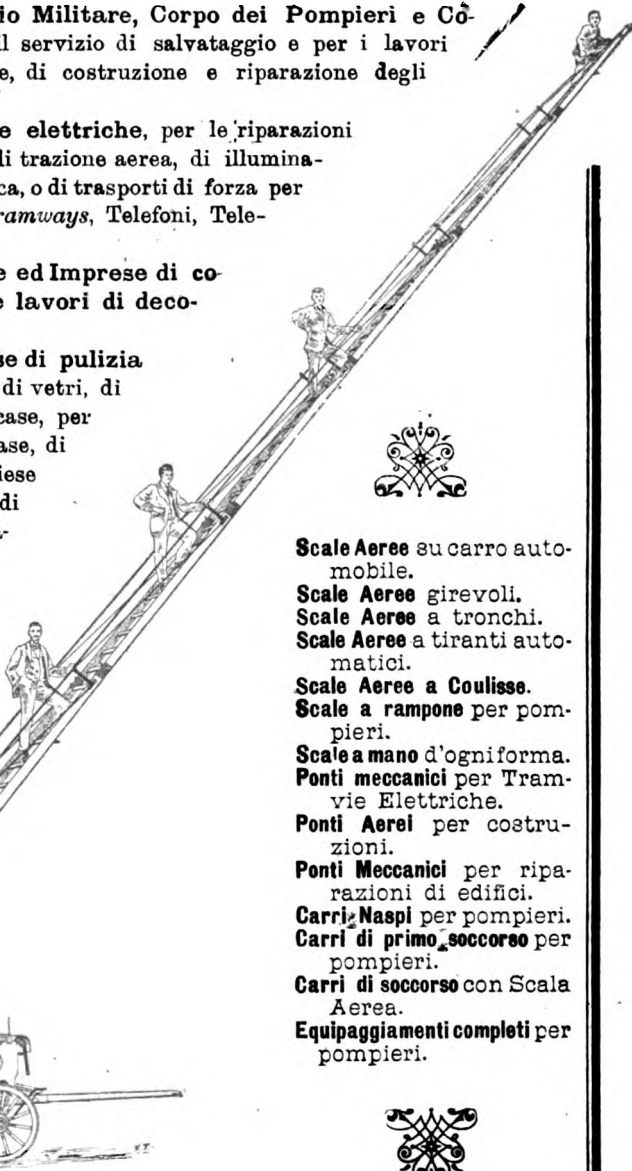 io Militare, Corpo dei Pompieri e Co-
il servizio di salvataggio e per i lavori
e, di costruzione e riparazione degli
e elettriche, per le riparazioni
li trazione aerea, di illumina-
ca, o di trasporti di forza per
ramways, Telefoni, Tele-
e ed Imprese di co-
e lavori di deco-
se di pulizia
di vetri, di
case, per
ase, di
iese
di
a-
Scale Aeree su carro auto-
mobile.
Scale Aeree girevoli.
Scale Aeree a tronchi.
Scale Aeree a tiranti auto-
matici.
Scale Aeree a Coulisse.
Scale a rampone per pom-
pieri.
Scale a mano d'ogni forma.
Ponti meccanici per Tram-
vie Elettriche.
Ponti Aerei per costru-
zioni.
Ponti Meccanici per ripa-
razioni di edifici.
Carri Naspi per pompieri.
Carri di primo soccorso per
pompieri.
Carri di soccorso con Scala
Aerea.
Equipaggiamenti completi per
pompieri.